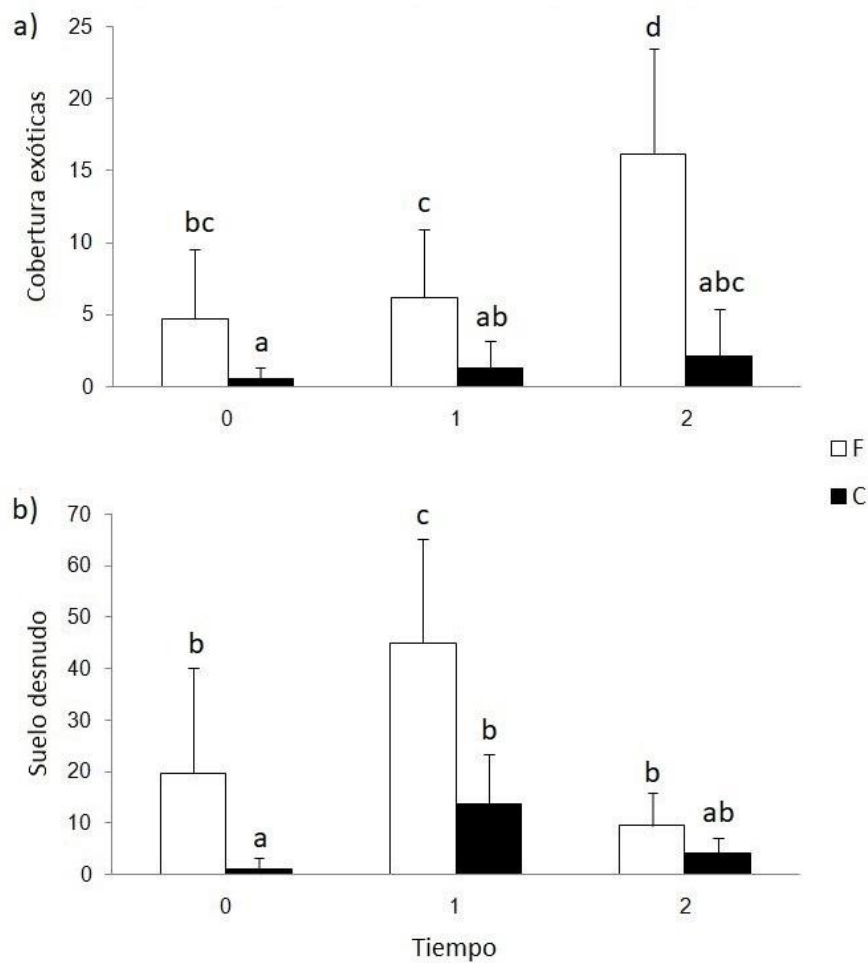 a)
Cobertura exóticas
25
20
15
10
5
0
bc
a
c
ab
d
abc
0 1 2
F
C
b)
Suelo desnudo
70
60
50
40
30
20
10
0
b
a
c
b
b
ab
0 1 2
Tiempo